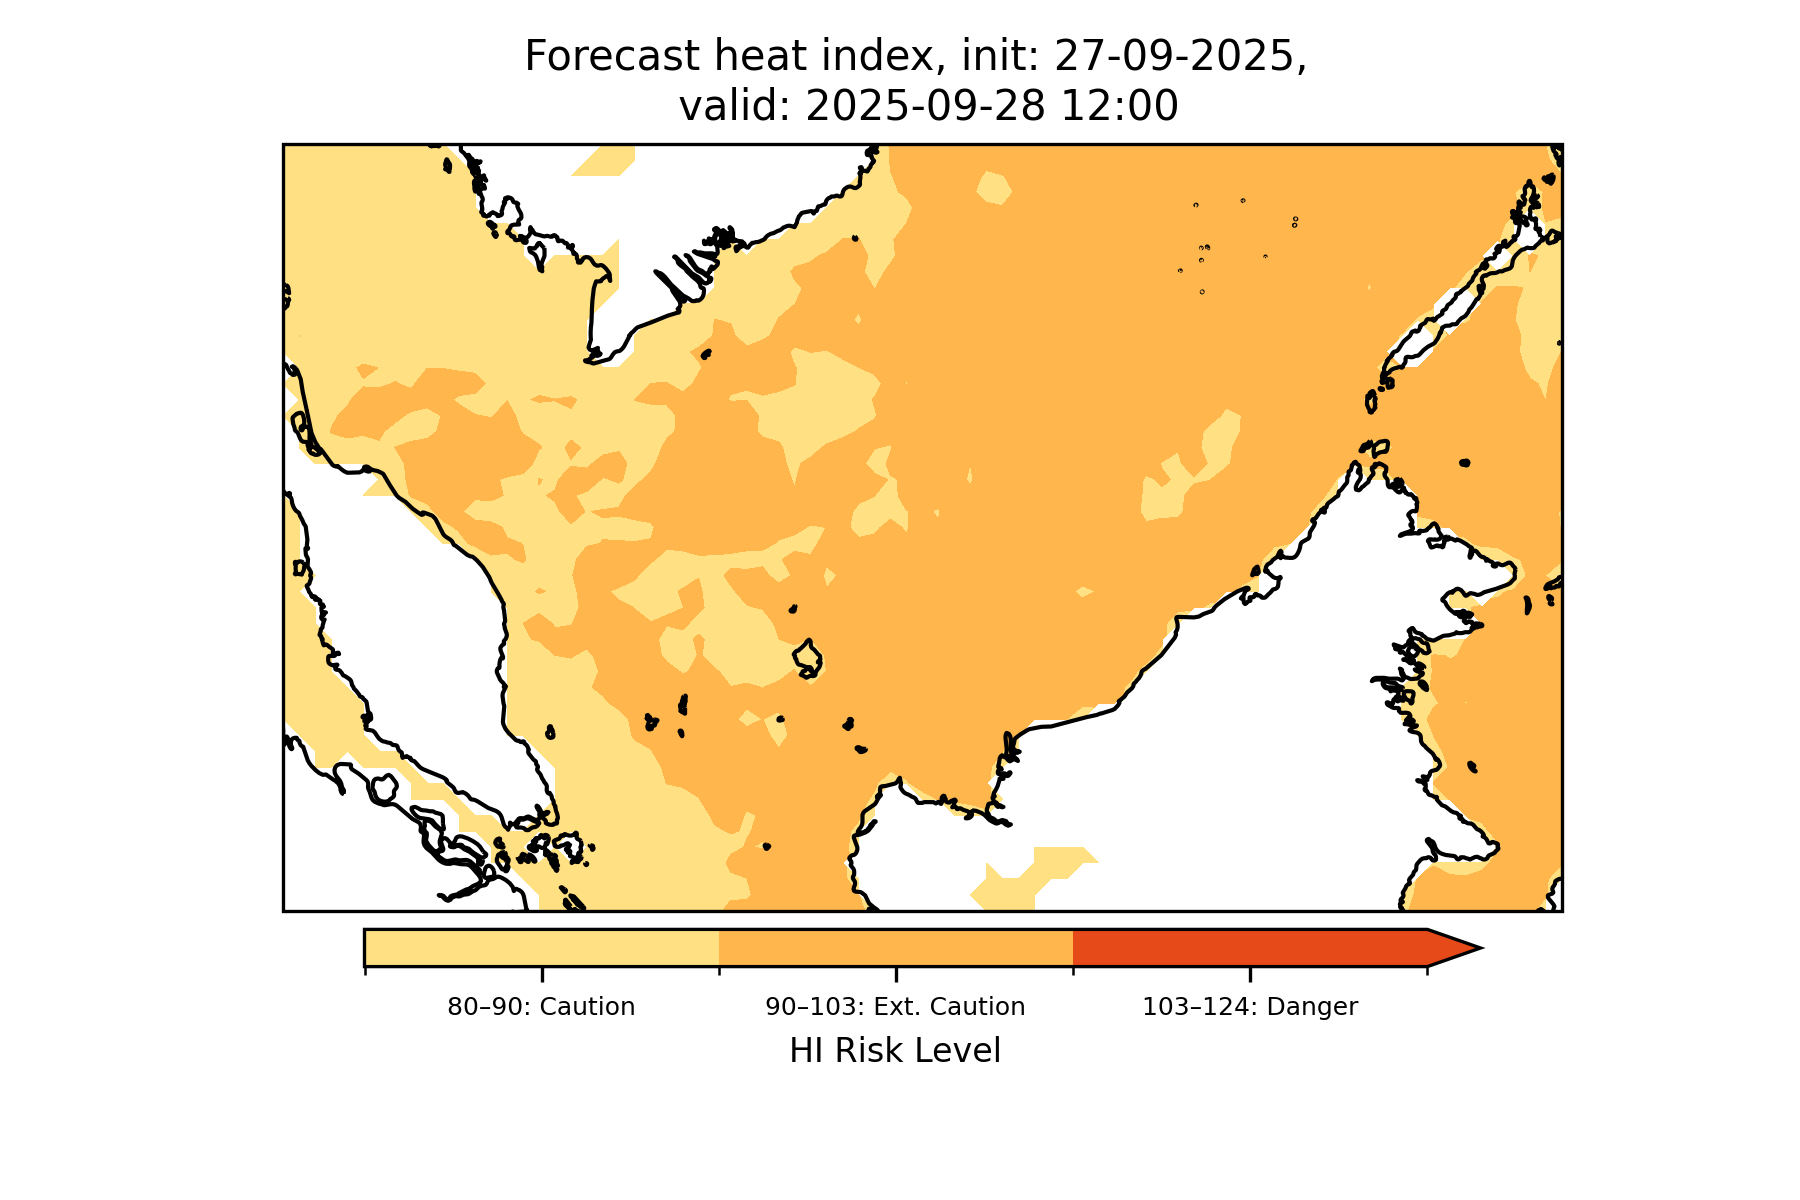 Forecast heat index, init: 27-09-2025,
valid: 2025-09-28 12:00
80–90: Caution
90–103: Ext. Caution
103–124: Danger
HI Risk Level